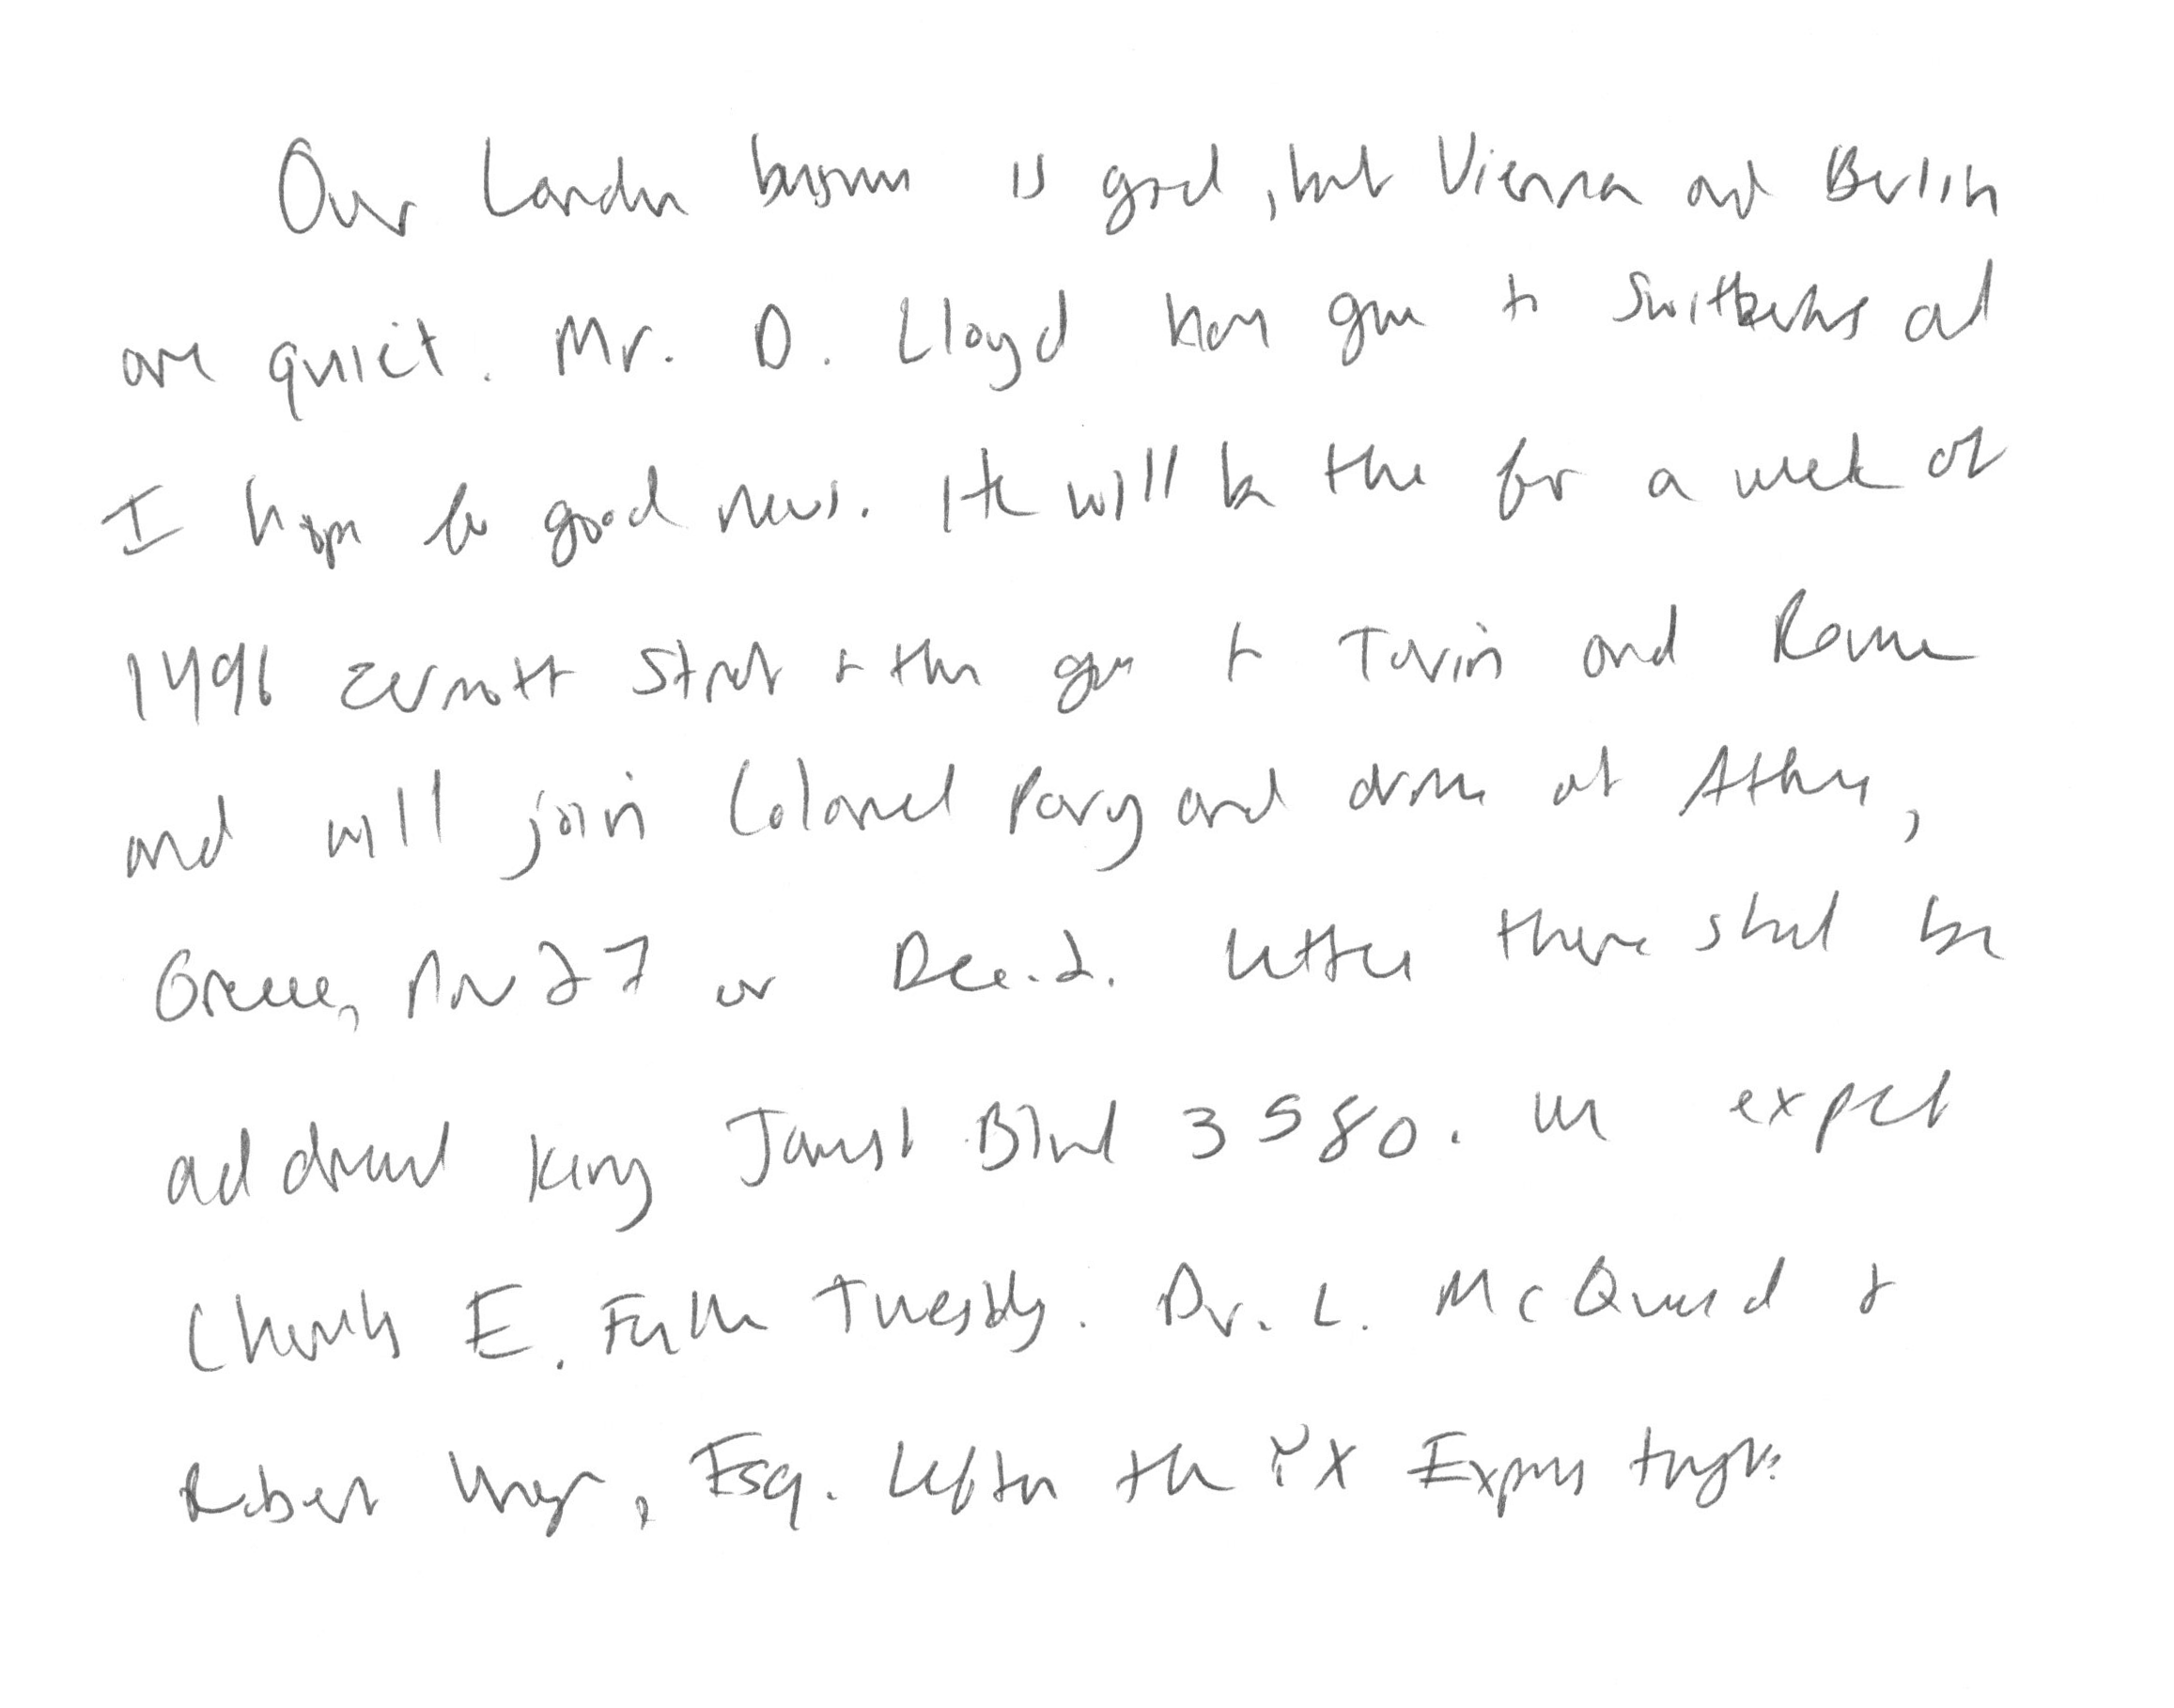 Our London business is good, but Vienna and Berlin
are quiet. Mr. D. Lloyd has gone to Switzerland and
I hope for good news. He will be there for a week at
1496 Zermott Street & then goes to Turin and Rome
and will join Colonel Parry and arrive at Athens,
Greece, Nov 27 or Dec. 2. Letters there should be
addressed King James Blvd 3580. We expect
Charles E. Fuller Tuesday. Dr. L. McQuaid &
Robert Unger, Esq. left on the YX Express tonight.